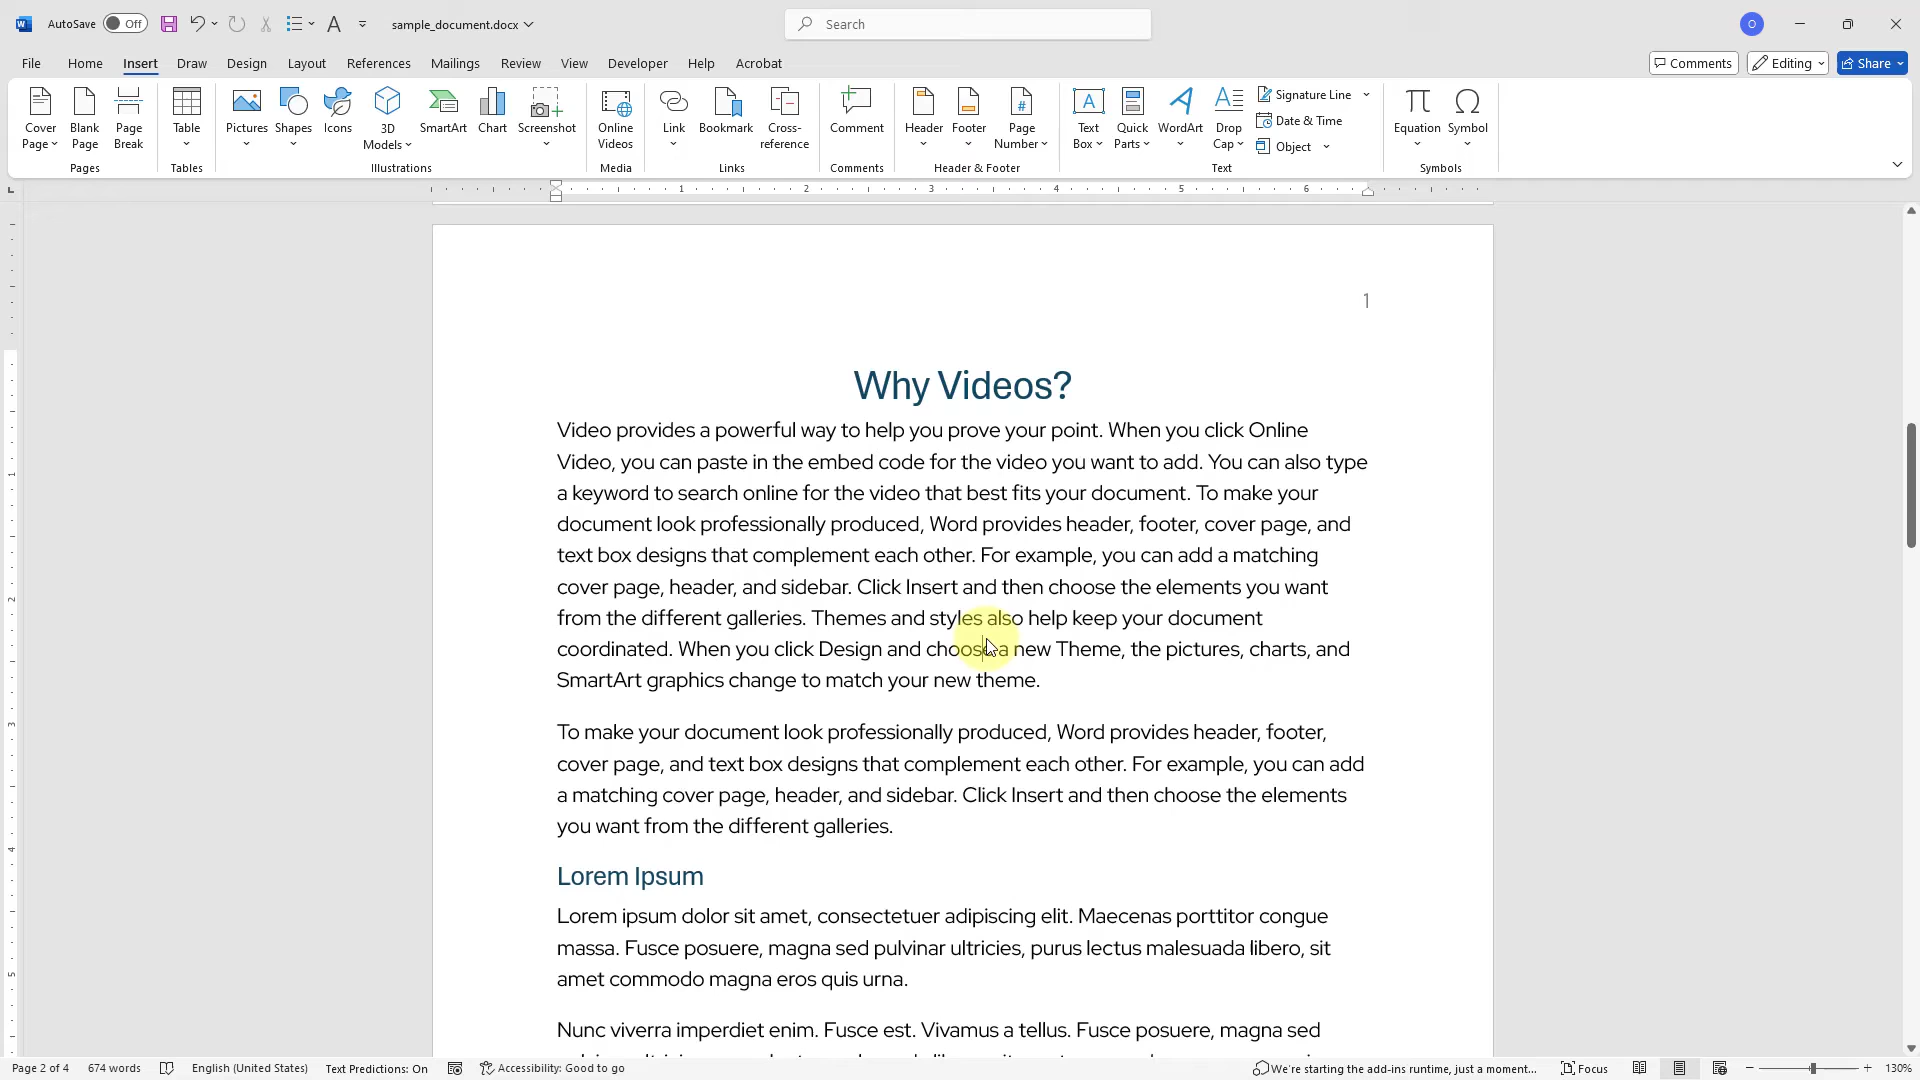 AutoSave Off sample_document.docx Search O
File Home Insert Draw Design Layout References Mailings Review View Developer Help Acrobat Comments Editing Share
Cover Page Blank Page Page Break Table Pictures Shapes Icons 3D Models SmartArt Chart Screenshot Online Videos Link Bookmark Cross-reference Comment Header Footer Page Number Text Box Quick Parts WordArt Drop Cap Signature Line Date & Time Object Equation Symbol
Pages Tables Illustrations Media Links Comments Header & Footer Text Symbols
1 2 3 4 5 6
1
Why Videos?
Video provides a powerful way to help you prove your point. When you click Online
Video, you can paste in the embed code for the video you want to add. You can also type
a keyword to search online for the video that best fits your document. To make your
document look professionally produced, Word provides header, footer, cover page, and
text box designs that complement each other. For example, you can add a matching
cover page, header, and sidebar. Click Insert and then choose the elements you want
from the different galleries. Themes and styles also help keep your document
coordinated. When you click Design and choose a new Theme, the pictures, charts, and
SmartArt graphics change to match your new theme.
To make your document look professionally produced, Word provides header, footer,
cover page, and text box designs that complement each other. For example, you can add
a matching cover page, header, and sidebar. Click Insert and then choose the elements
you want from the different galleries.
Lorem Ipsum
Lorem ipsum dolor sit amet, consectetuer adipiscing elit. Maecenas porttitor congue
massa. Fusce posuere, magna sed pulvinar ultricies, purus lectus malesuada libero, sit
amet commodo magna eros quis urna.
Nunc viverra imperdiet enim. Fusce est. Vivamus a tellus. Fusce posuere, magna sed
Page 2 of 4 674 words English (United States) Text Predictions: On Accessibility: Good to go We're starting the add-ins runtime, just a moment... Focus 130%